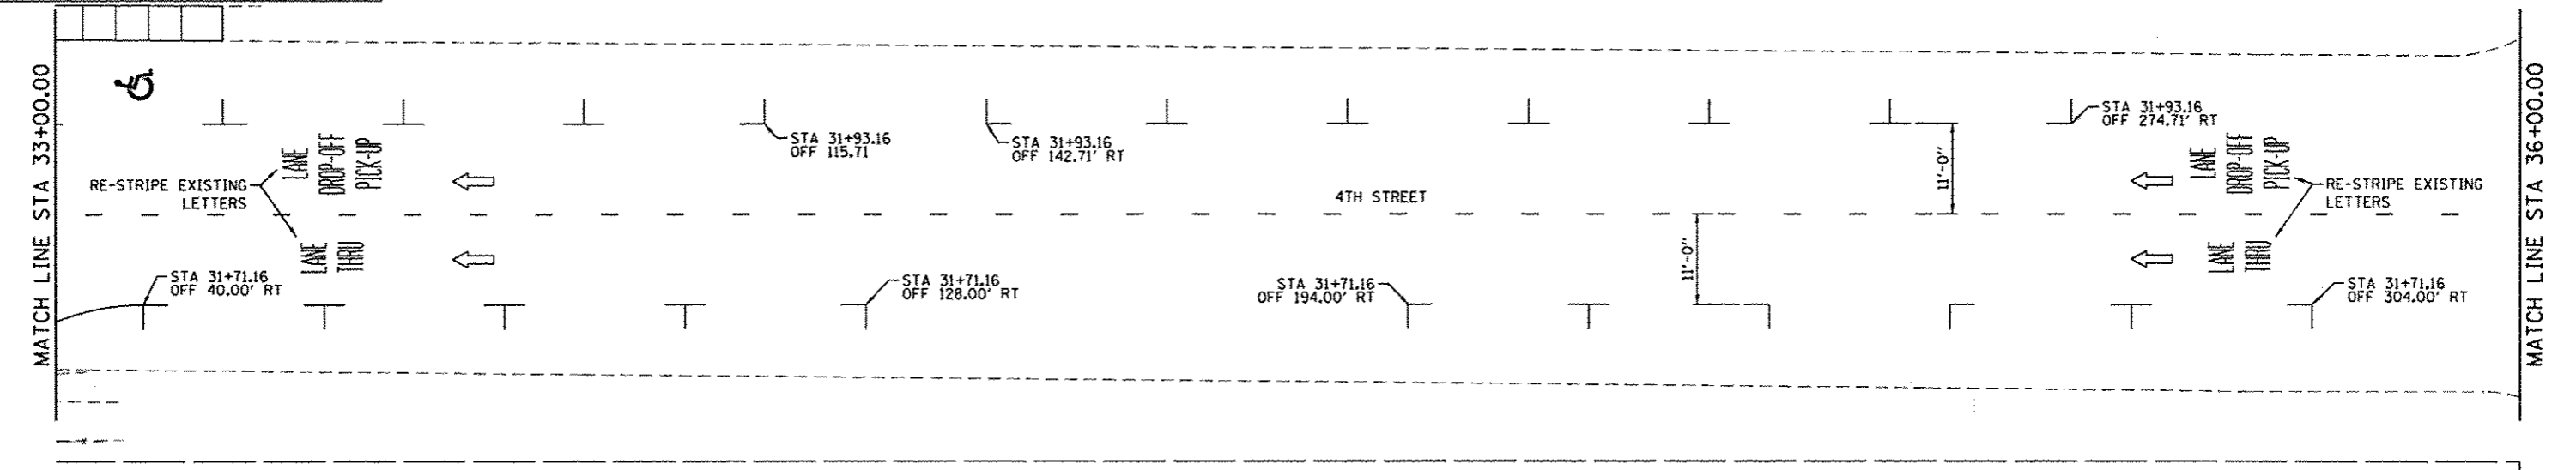 MATCH LINE STA 33+00.00
RE-STRIPE EXISTING
LETTERS
LANE
DROP-OFF
PICK-UP
LANE
THRU
STA 31+71.16
OFF 40.00' RT
STA 31+93.16
OFF 115.71
STA 31+93.16
OFF 142.71' RT
STA 31+71.16
OFF 128.00' RT
4TH STREET
STA 31+71.16
OFF 194.00' RT
11'-0"
11'-0"
STA 31+93.16
OFF 274.71' RT
LANE
DROP-OFF
PICK-UP
LANE
THRU
RE-STRIPE EXISTING
LETTERS
STA 31+71.16
OFF 304.00' RT
MATCH LINE STA 36+00.00